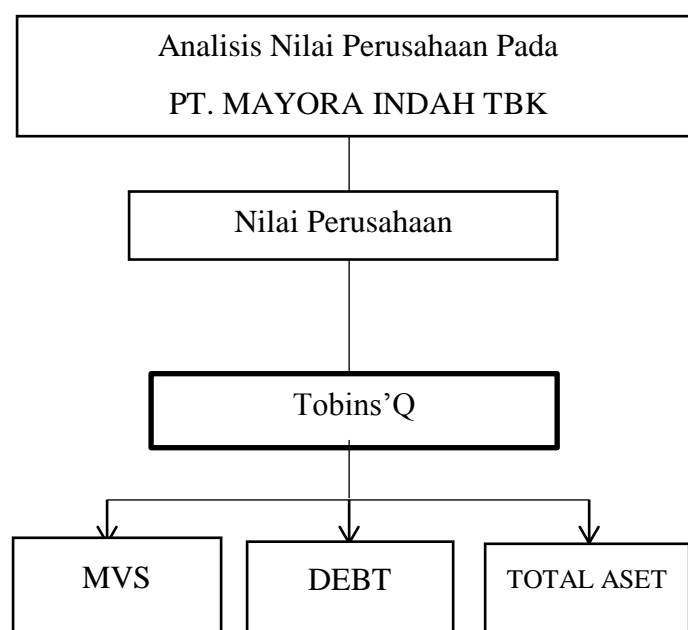 Analisis Nilai Perusahaan Pada
PT. MAYORA INDAH TBK
Nilai Perusahaan
Tobins’Q
MVS
DEBT
TOTAL ASET